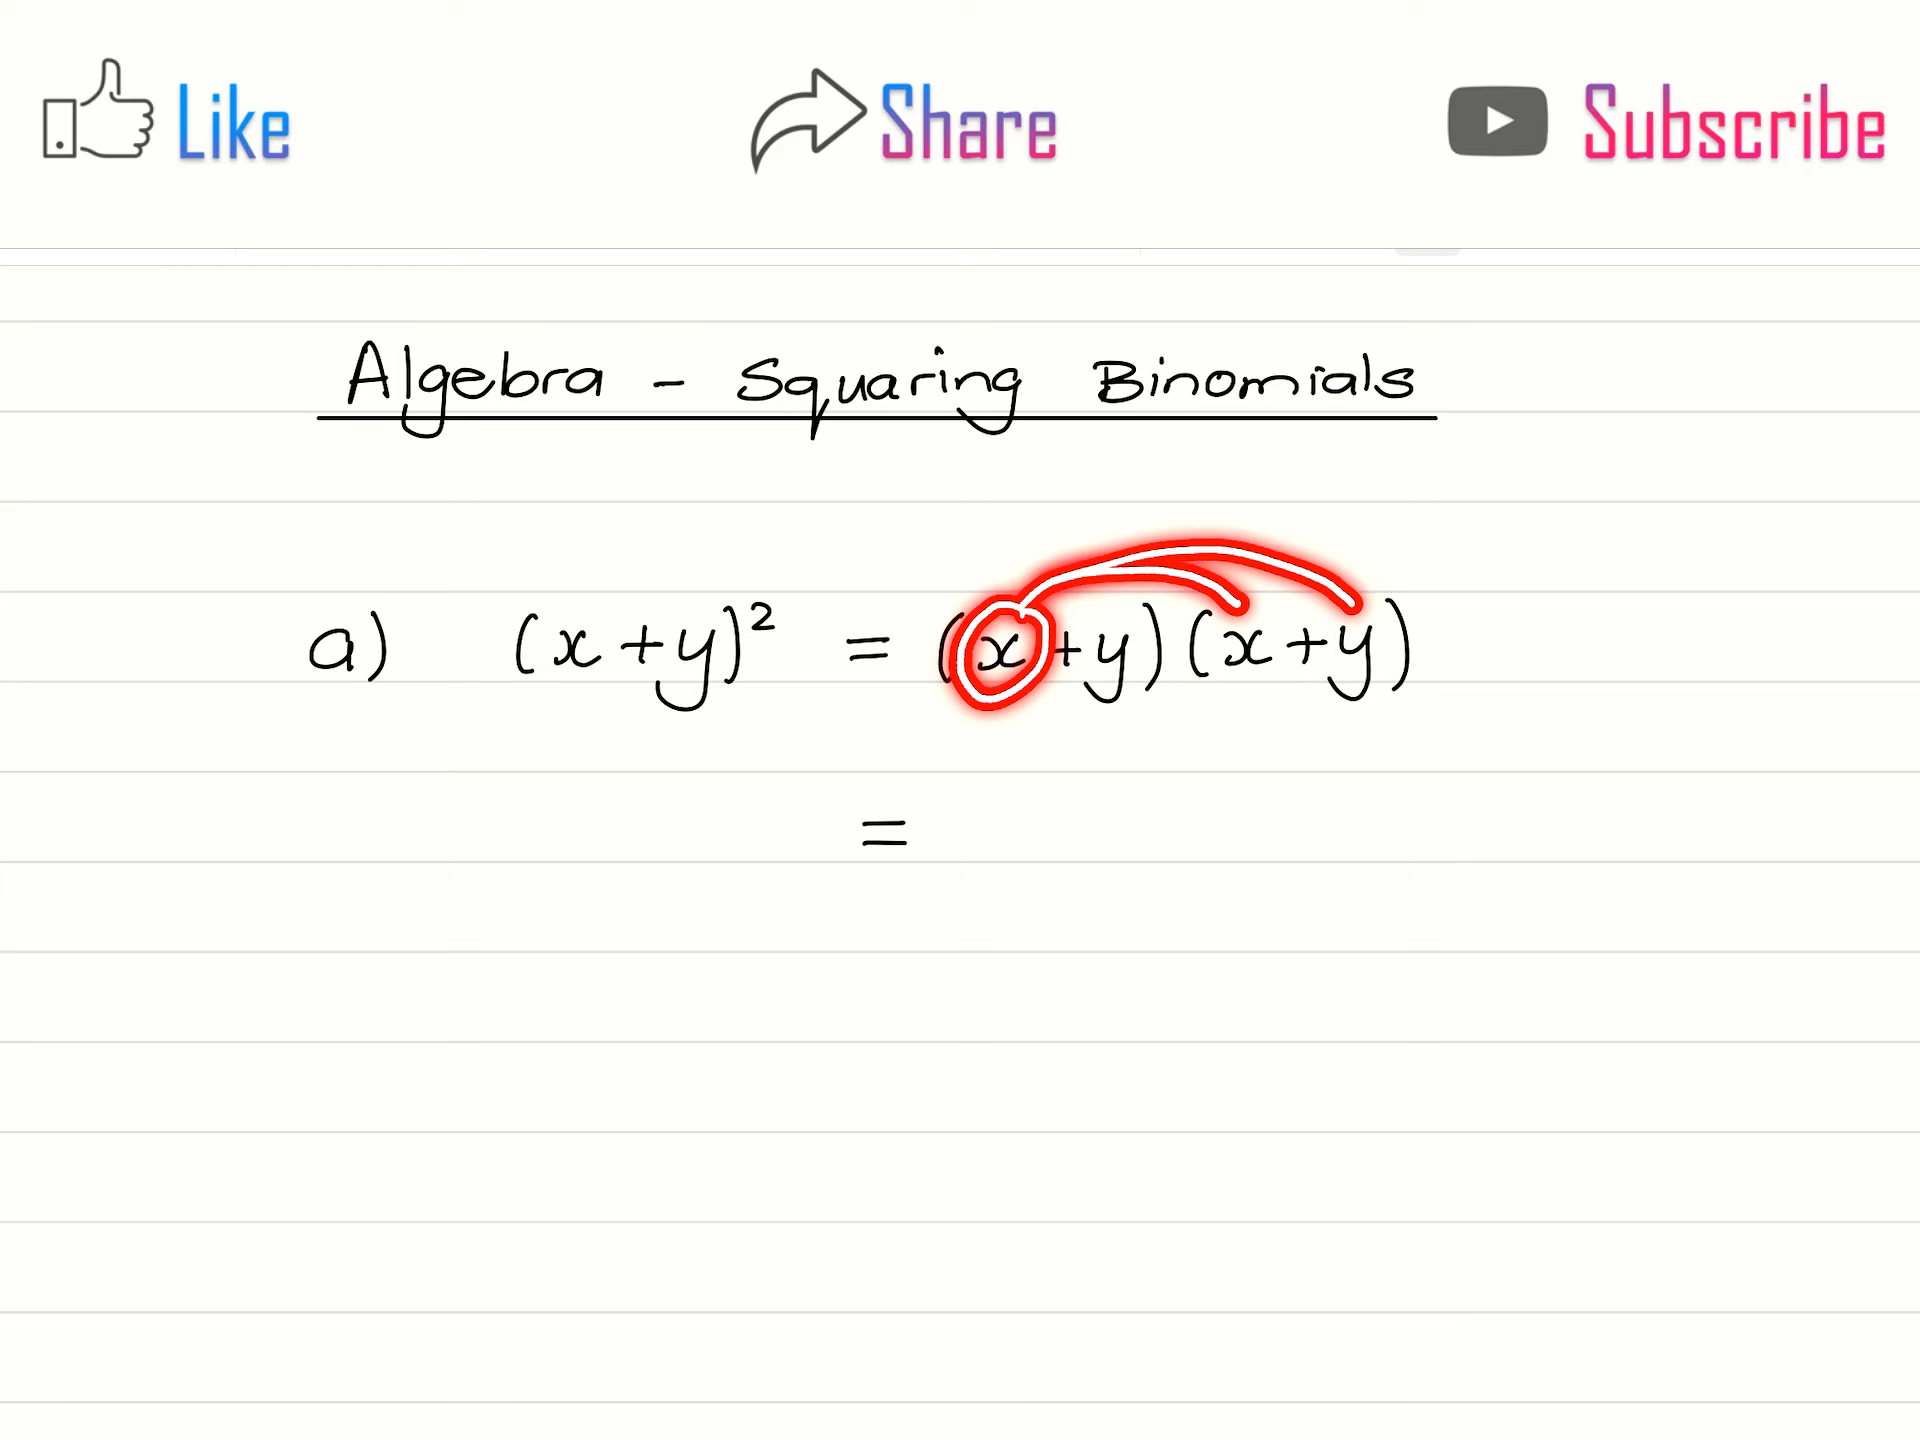 Like Share Subscribe
Algebra - Squaring Binomials
a) (x+y)² = (x+y)(x+y)
=